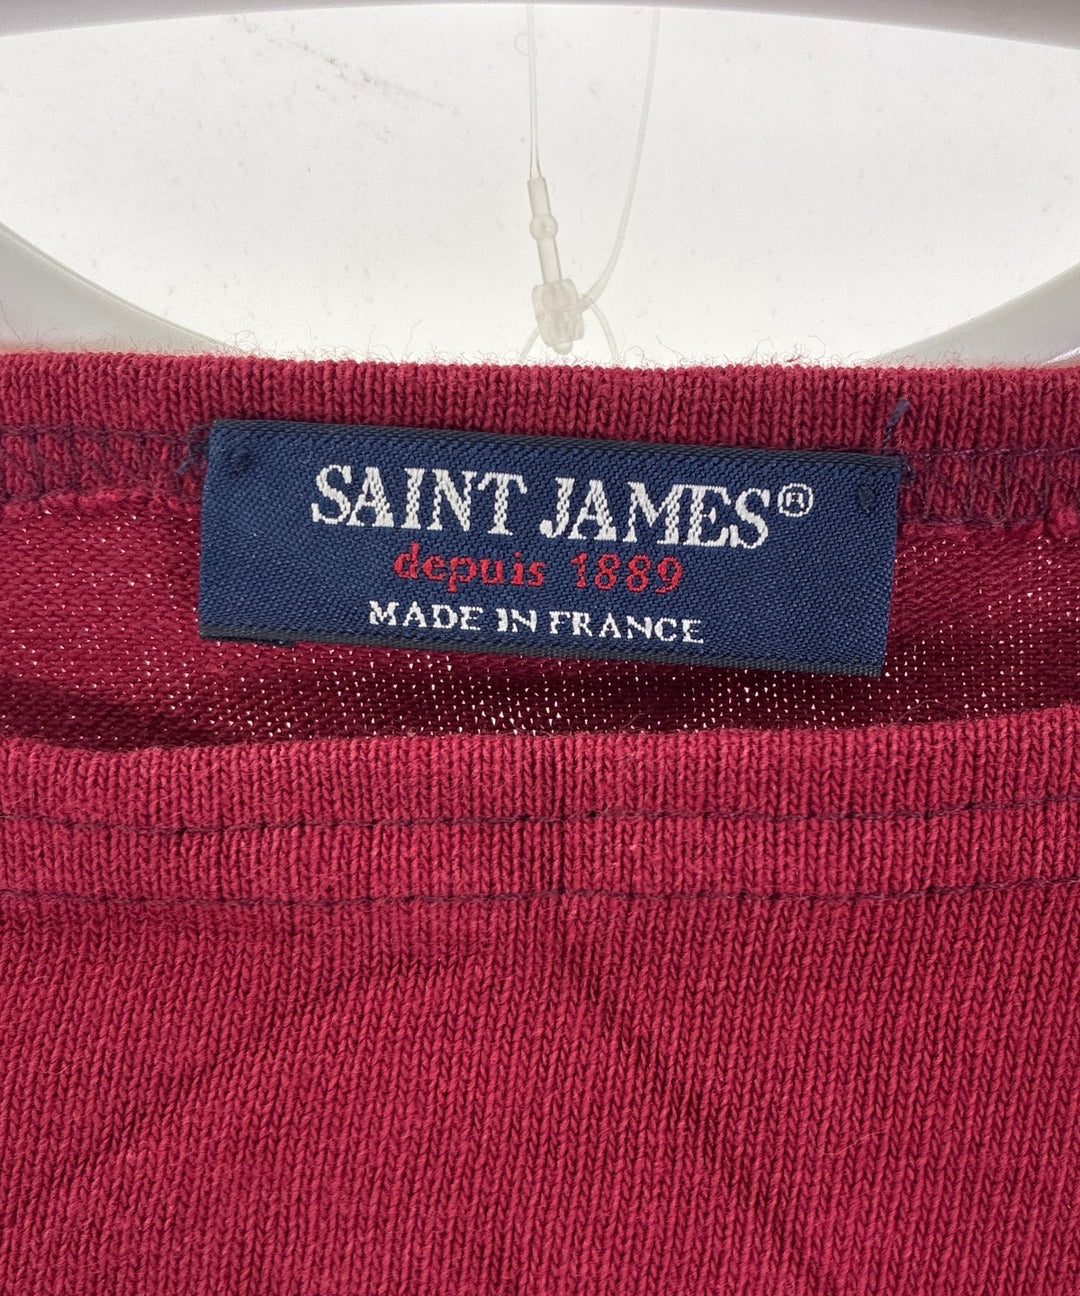 SAINT JAMES®
depuis 1889
MADE IN FRANCE